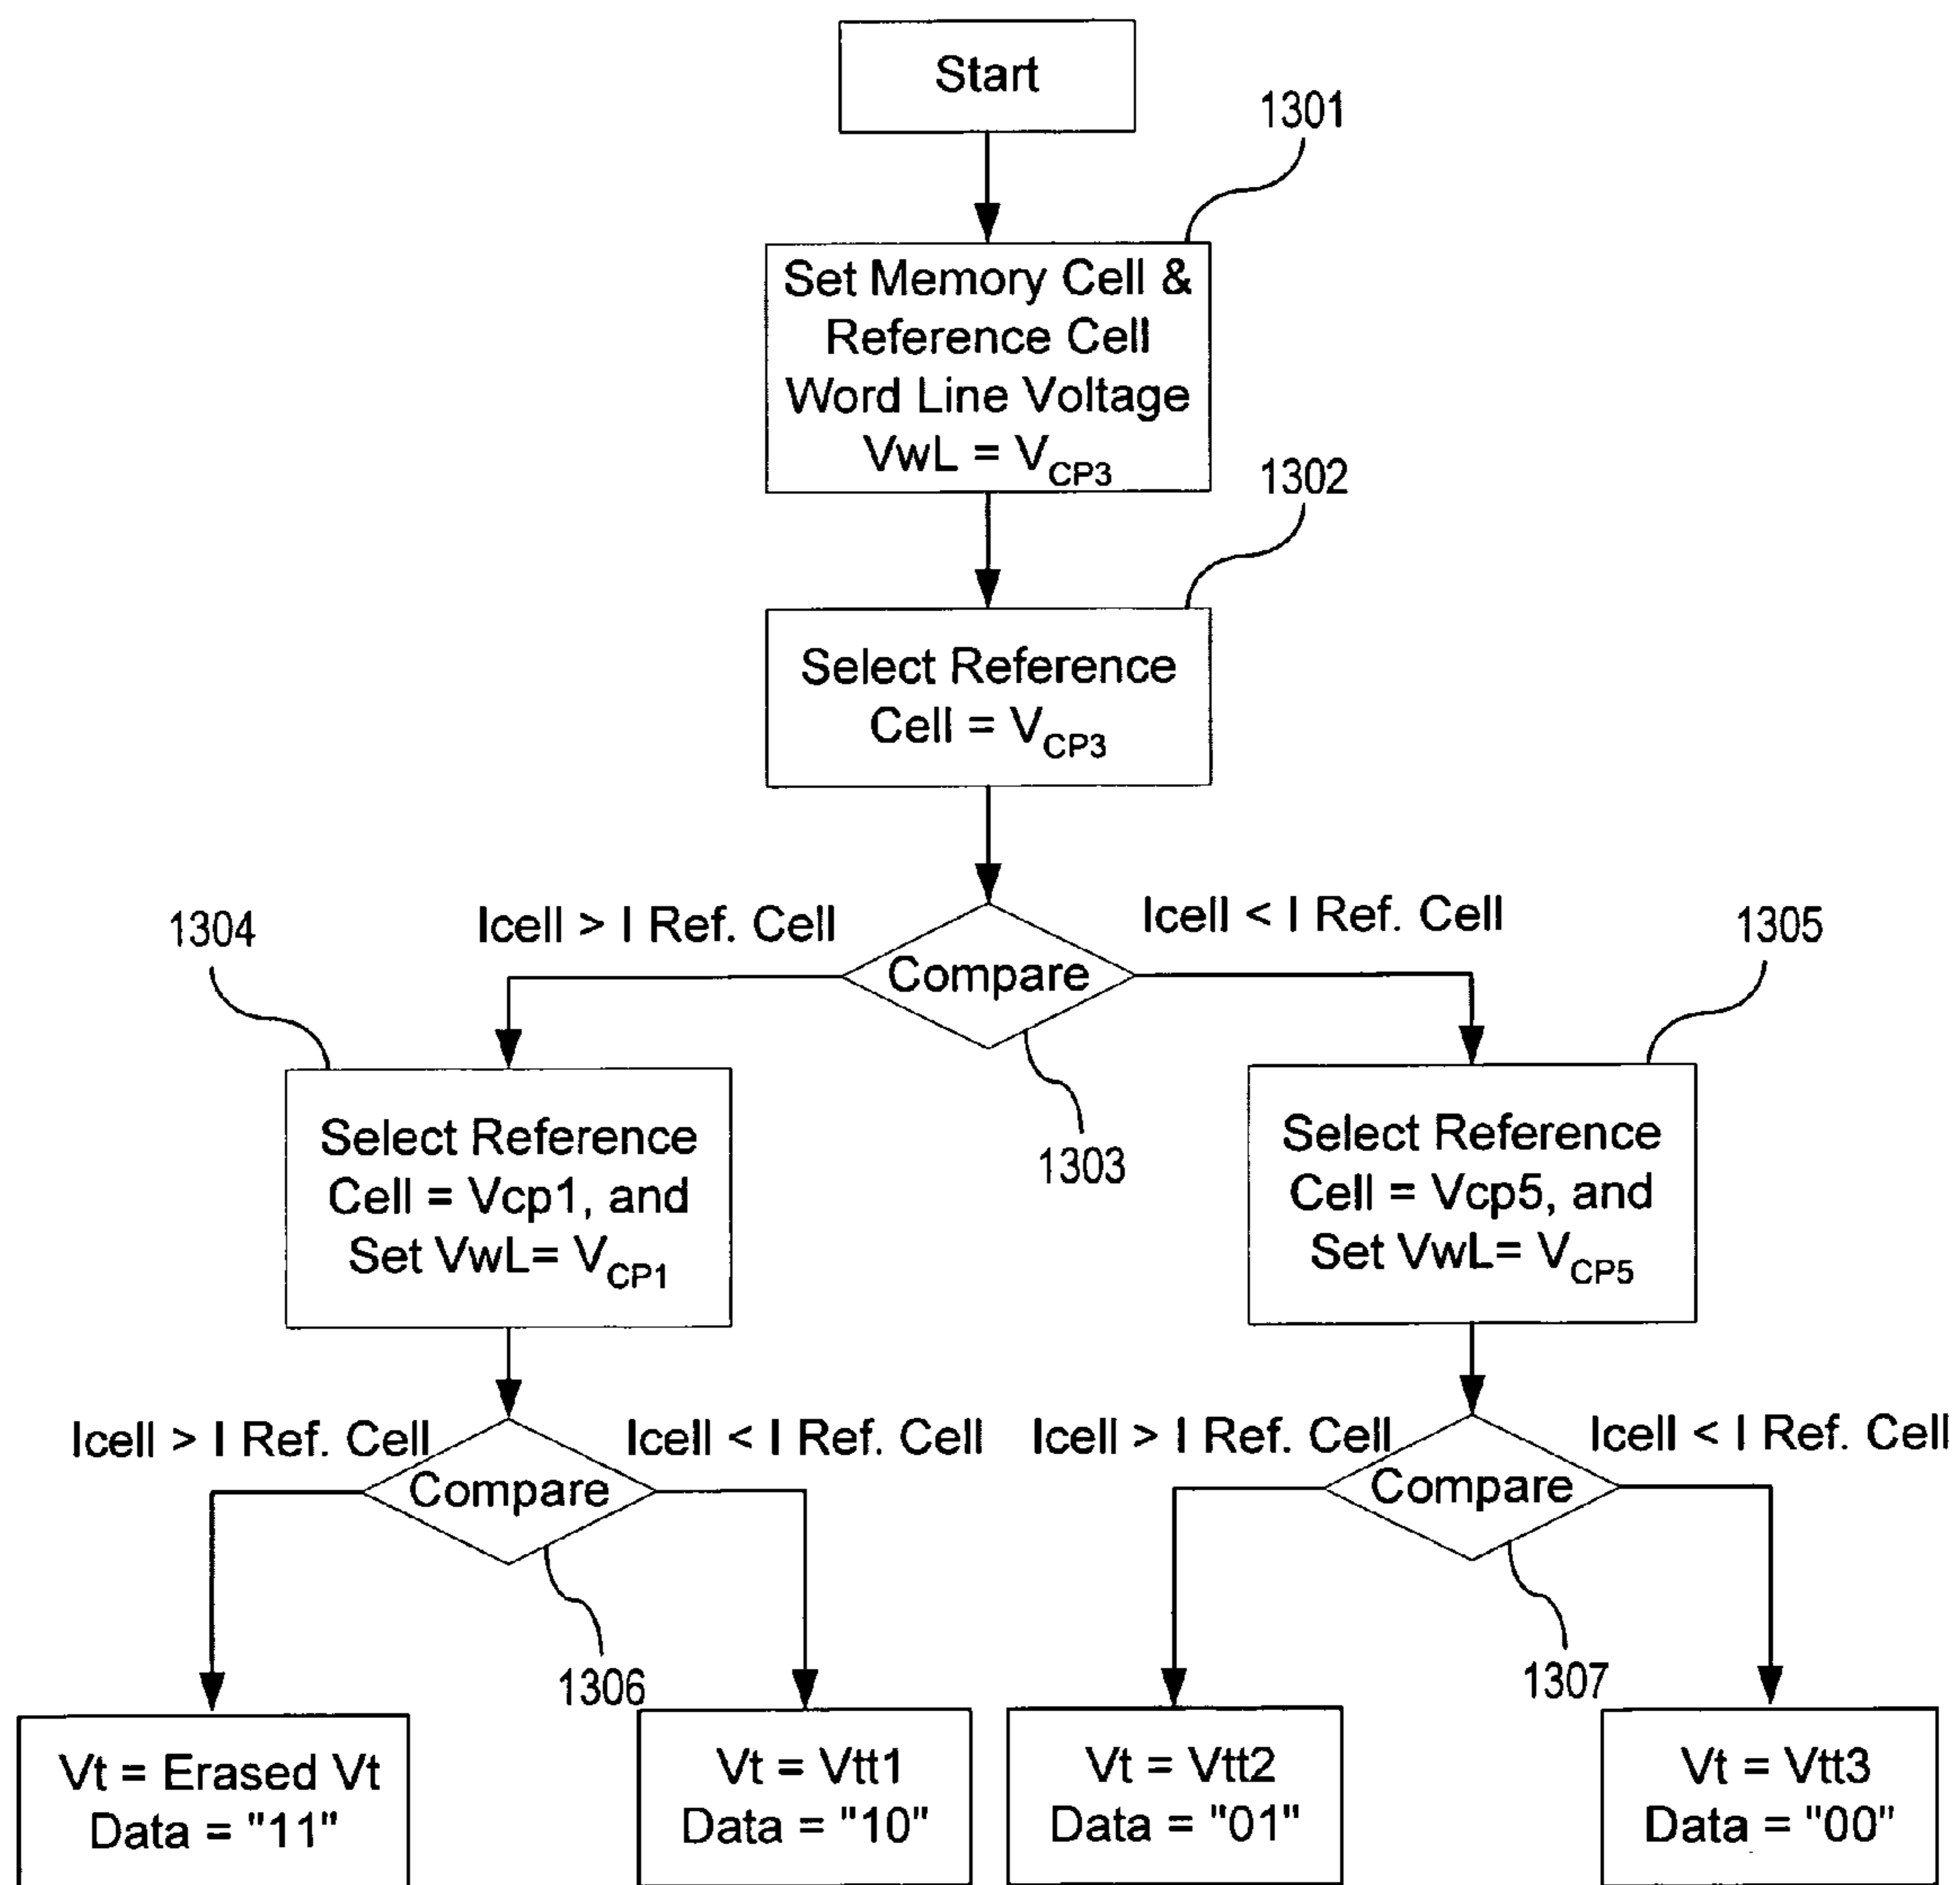 Start
1301
Set Memory Cell &
Reference Cell
Word Line Voltage
VwL = VCP3
1302
Select Reference
Cell = VCP3
Icell > I Ref. Cell
Icell < I Ref. Cell
1304
1305
Compare
1303
Select Reference
Cell = Vcp1, and
Set VwL= VCP1
Select Reference
Cell = Vcp5, and
Set VwL= VCP5
Icell > I Ref. Cell
Icell < I Ref. Cell
Icell > I Ref. Cell
Icell < I Ref. Cell
Compare
Compare
1306
1307
Vt = Erased Vt
Data = "11"
Vt = Vtt1
Data = "10"
Vt = Vtt2
Data = "01"
Vt = Vtt3
Data = "00"